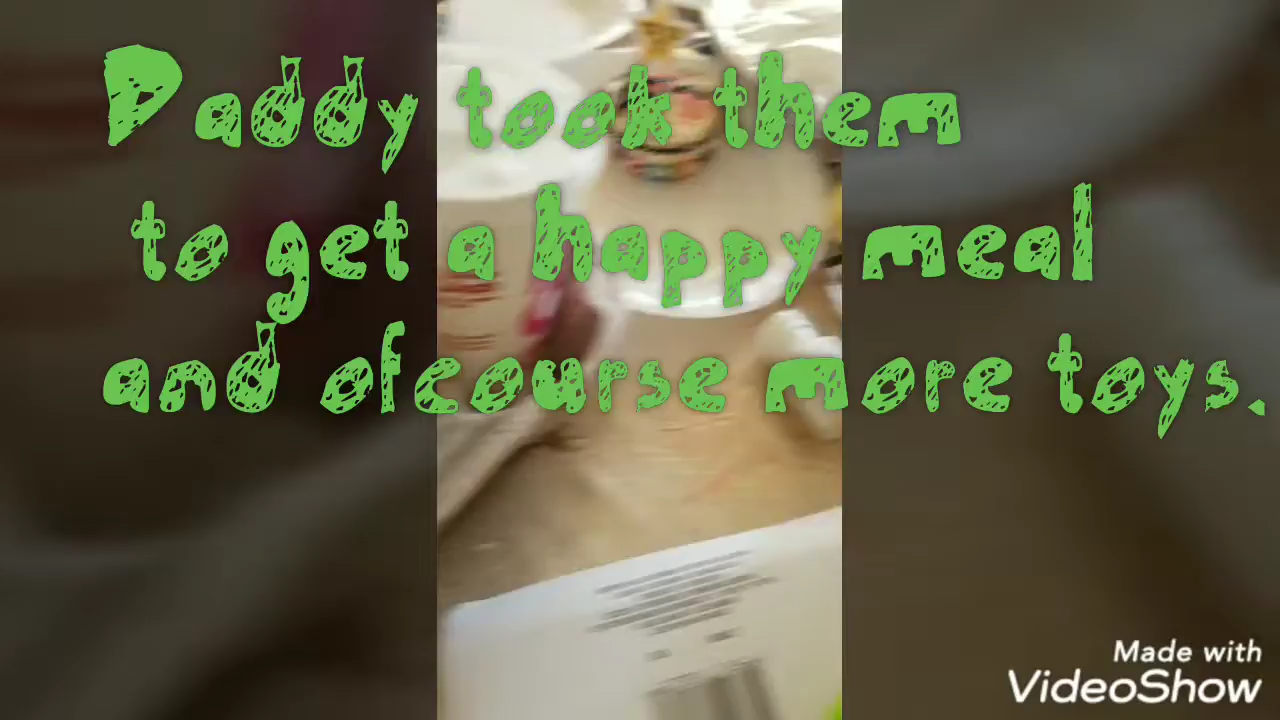 Daddy took them
to get a happy meal
and ofcourse more toys.
Made with
VideoShow